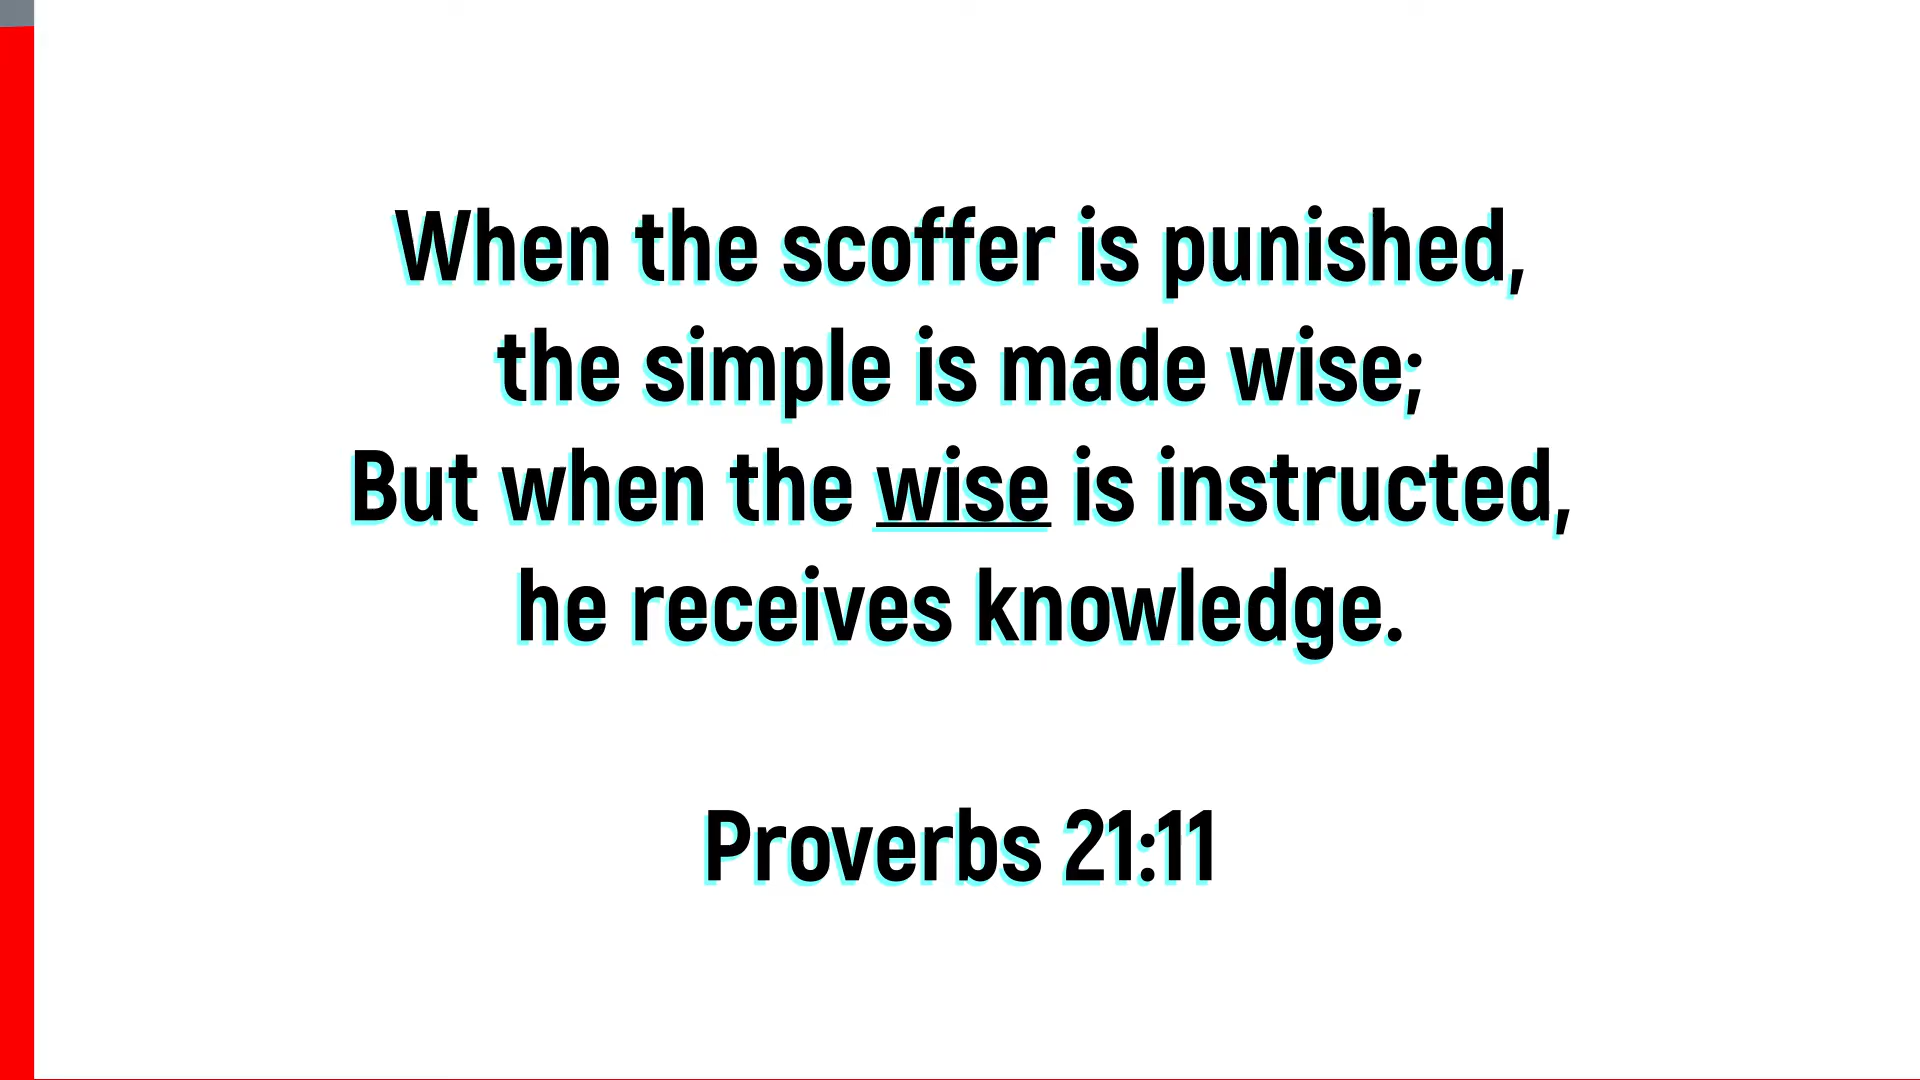 When the scoffer is punished,
the simple is made wise;
But when the wise is instructed,
he receives knowledge.
Proverbs 21:11